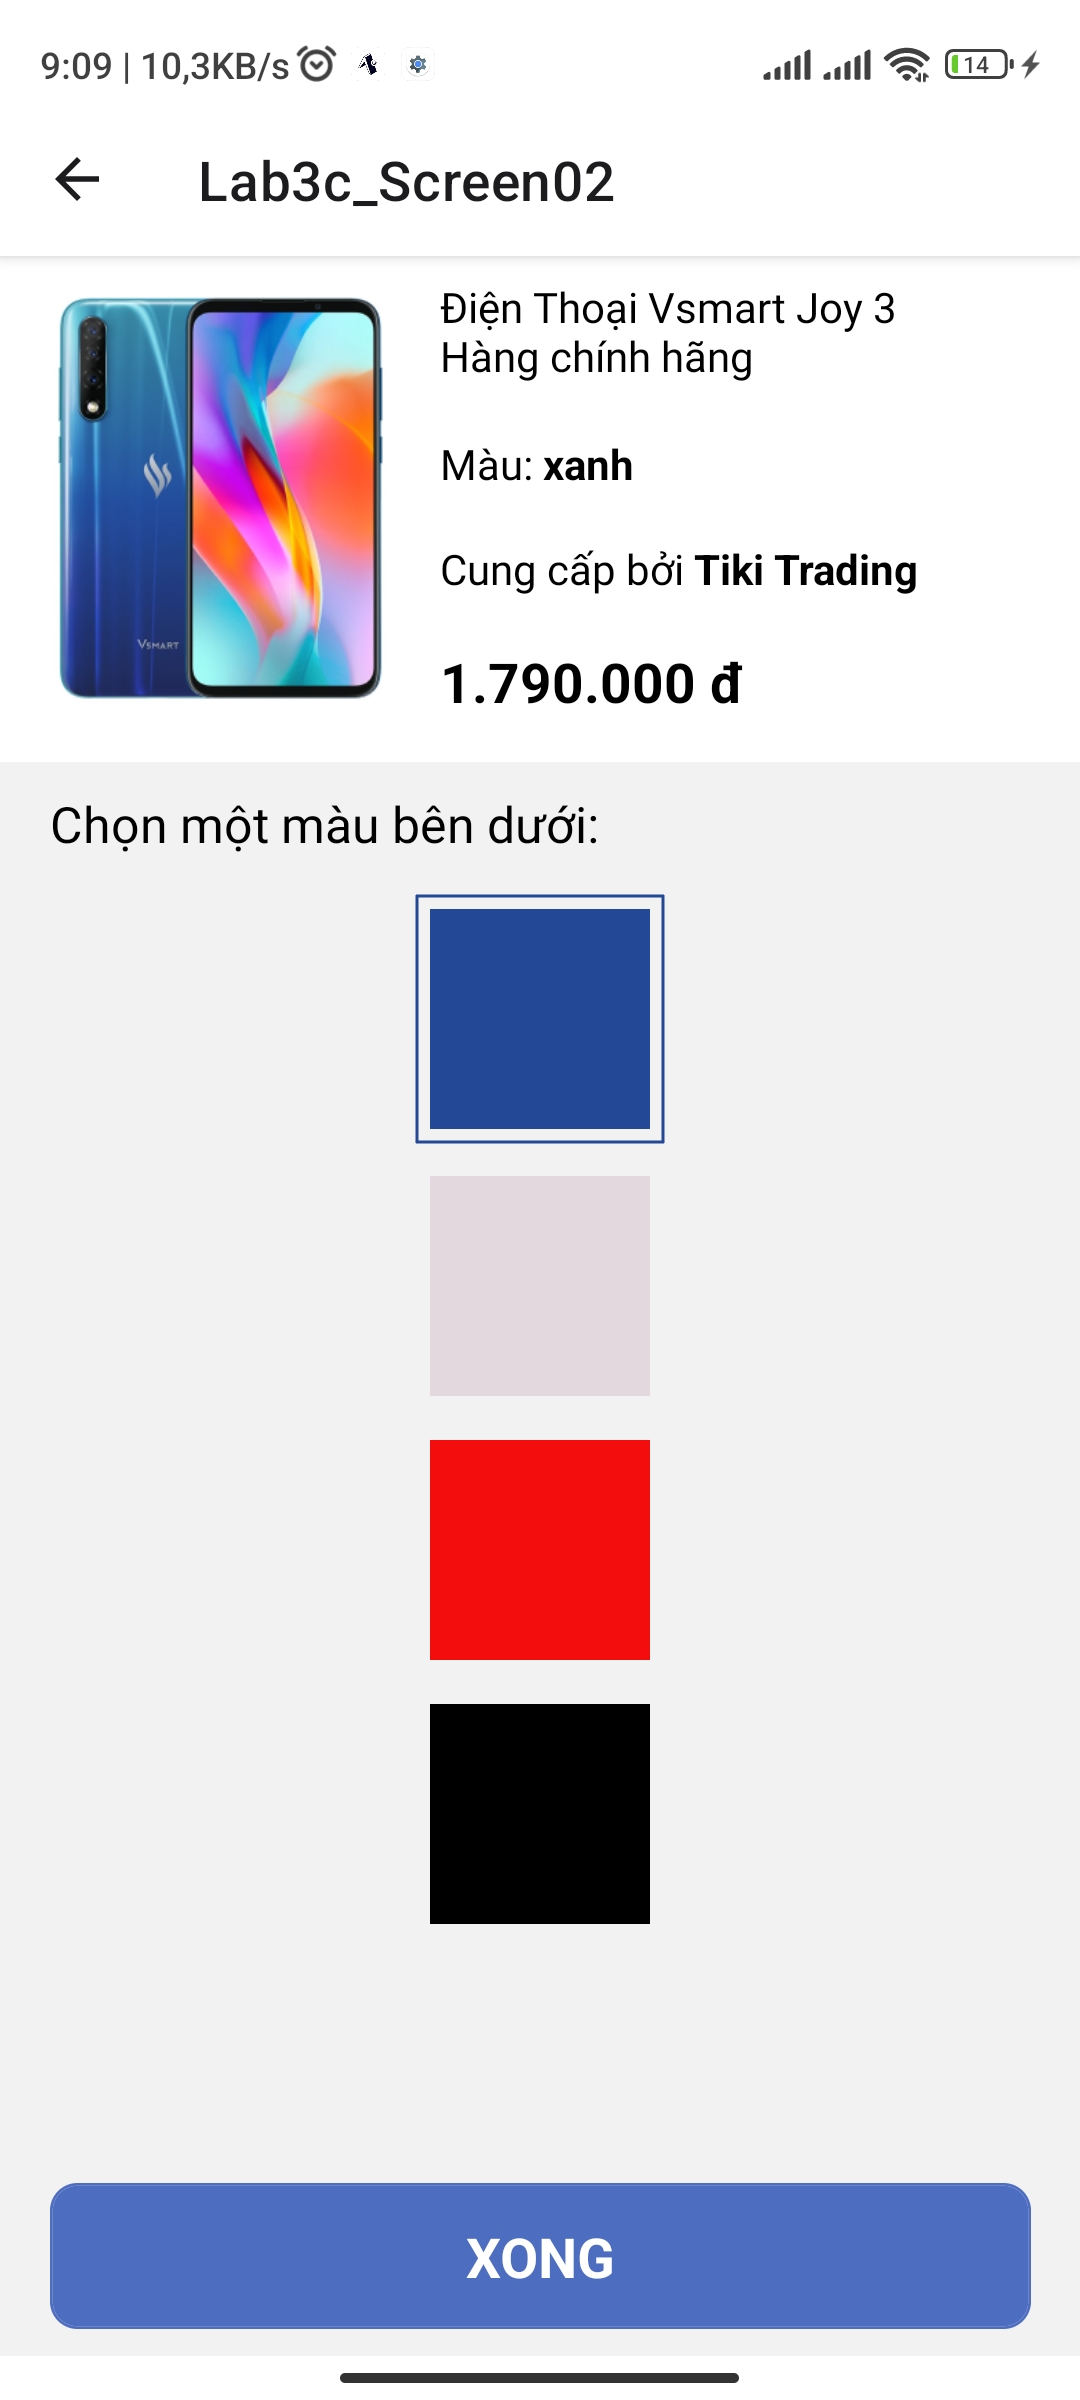 9:09 | 10,3KB/s 14
Lab3c_Screen02
Điện Thoại Vsmart Joy 3
Hàng chính hãng
Màu: xanh
Cung cấp bởi Tiki Trading
VSMART
1.790.000 đ
Chọn một màu bên dưới:
XONG